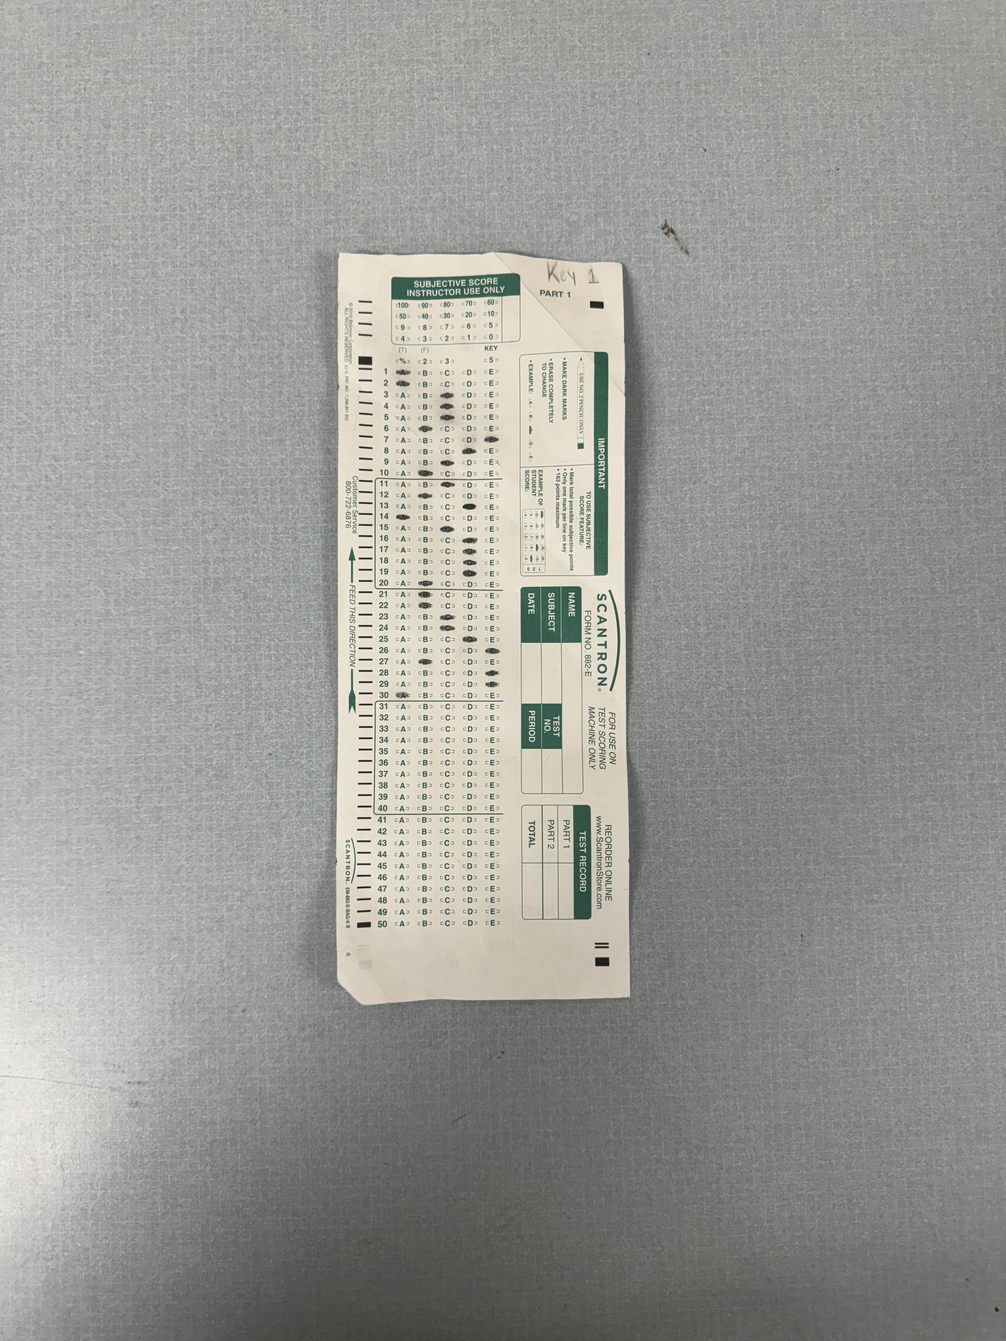 Key 1
PART 1
SUBJECTIVE SCORE
INSTRUCTOR USE ONLY
100 90 80 70 60
50 40 30 20 10
9 8 7 6 5
4 3 2 1 0
(T) (F) KEY
% 2 3 5
1 A B C D E
2 A B C D E
3 A B C D E
4 A B C D E
5 A B C D E
6 A B C D E
7 A B C D E
8 A B C D E
9 A B C D E
10 A B C D E
11 A B C D E
12 A B C D E
13 A B C D E
14 A B C D E
15 A B C D E
16 A B C D E
17 A B C D E
18 A B C D E
19 A B C D E
20 A B C D E
21 A B C D E
22 A B C D E
23 A B C D E
24 A B C D E
25 A B C D E
26 A B C D E
27 A B C D E
28 A B C D E
29 A B C D E
30 A B C D E
31 A B C D E
32 A B C D E
33 A B C D E
34 A B C D E
35 A B C D E
36 A B C D E
37 A B C D E
38 A B C D E
39 A B C D E
40 A B C D E
41 A B C D E
42 A B C D E
43 A B C D E
44 A B C D E
45 A B C D E
46 A B C D E
47 A B C D E
48 A B C D E
49 A B C D E
50 A B C D E
IMPORTANT
USE NO. 2 PENCIL ONLY
• MAKE DARK MARKS
• ERASE COMPLETELY
TO CHANGE
• EXAMPLE: A B D E
TO USE SUBJECTIVE
SCORE FEATURE:
• Mark total possible subjective points
• Only one mark per line on key
• 163 points maximum
EXAMPLE OF
STUDENT
SCORE:
SCANTRON®
FORM NO. 882-E
NAME
SUBJECT
DATE
TEST
NO.
PERIOD
FOR USE ON
TEST SCORING
MACHINE ONLY
REORDER ONLINE
www.ScantronStore.com
TEST RECORD
PART 1
PART 2
TOTAL
Customer Service
800-722-6876
FEED THIS DIRECTION
SCANTRON.